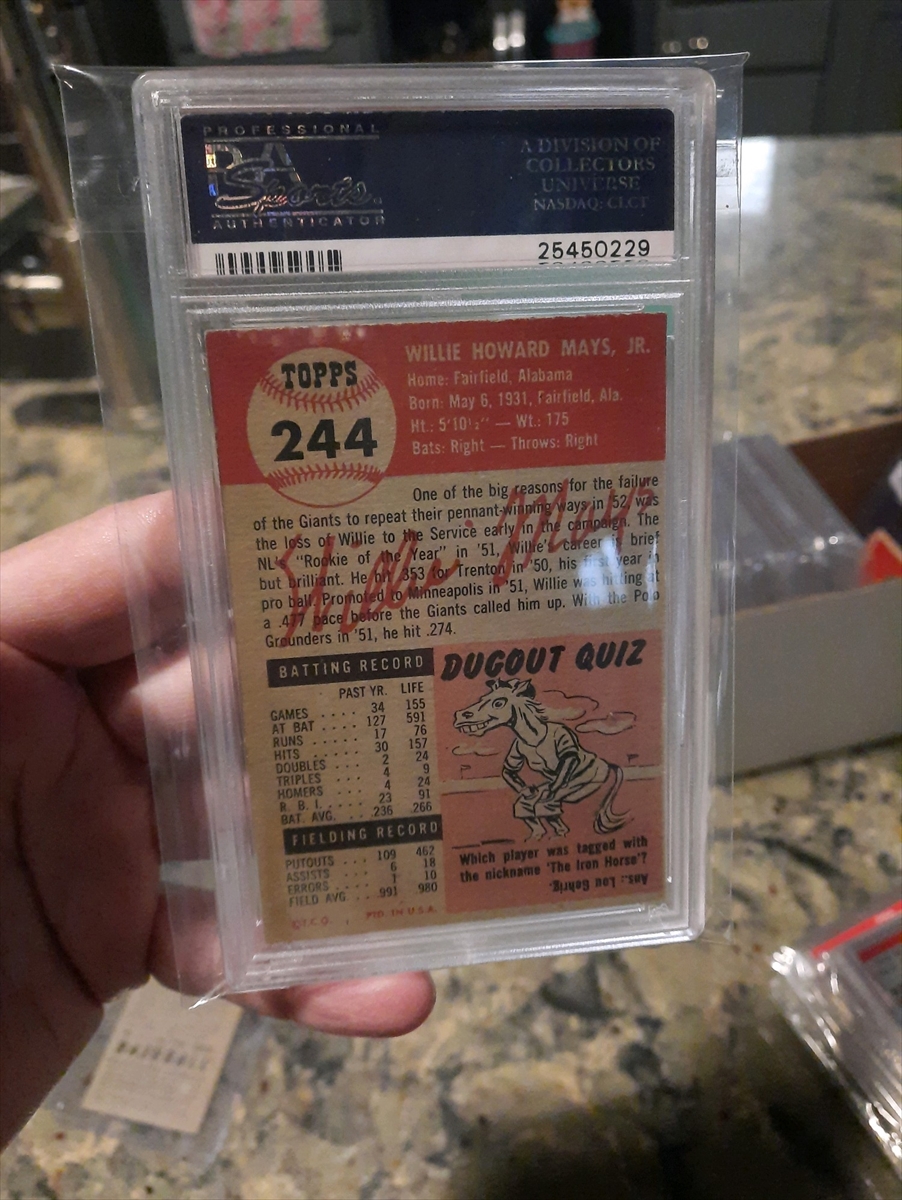 PROFESSIONAL
PSA
Sports
AUTHENTICATOR
A DIVISION OF
COLLECTORS
UNIVERSE
NASDAQ: CLCT
25450229
TOPPS
244
WILLIE HOWARD MAYS, JR.
Home: Fairfield, Alabama
Born: May 6, 1931, Fairfield, Ala.
Ht.: 5'10½" — Wt.: 175
Bats: Right — Throws: Right
One of the big reasons for the failure
of the Giants to repeat their pennant-winning ways in '52, was
the loss of Willie to the Service early in the campaign. The
NL's "Rookie of the Year" in '51, Willie's career is brief
but brilliant. He hit .353 for Trenton in '50, his first year in
pro ball. Promoted to Minneapolis in '51, Willie was hitting at
a .477 pace before the Giants called him up. With the Polo
Grounders in '51, he hit .274.
Willie Mays
BATTING RECORD
PAST YR. LIFE
GAMES .... 34 155
AT BAT .... 127 591
RUNS ..... 17 76
HITS ..... 30 157
DOUBLES ... 2 24
TRIPLES ... 4 9
HOMERS ... 4 24
R. B. I. .... 23 91
BAT. AVG. ... .236 .266
FIELDING RECORD
PUTOUTS ... 109 462
ASSISTS ... 6 18
ERRORS ... 1 10
FIELD AVG. .. .991 .980
DUGOUT QUIZ
Which player was tagged with
the nickname 'The Iron Horse'?
Ans.: Lou Gehrig.
©T.C.G. PTD. IN U.S.A.
BASEBALL